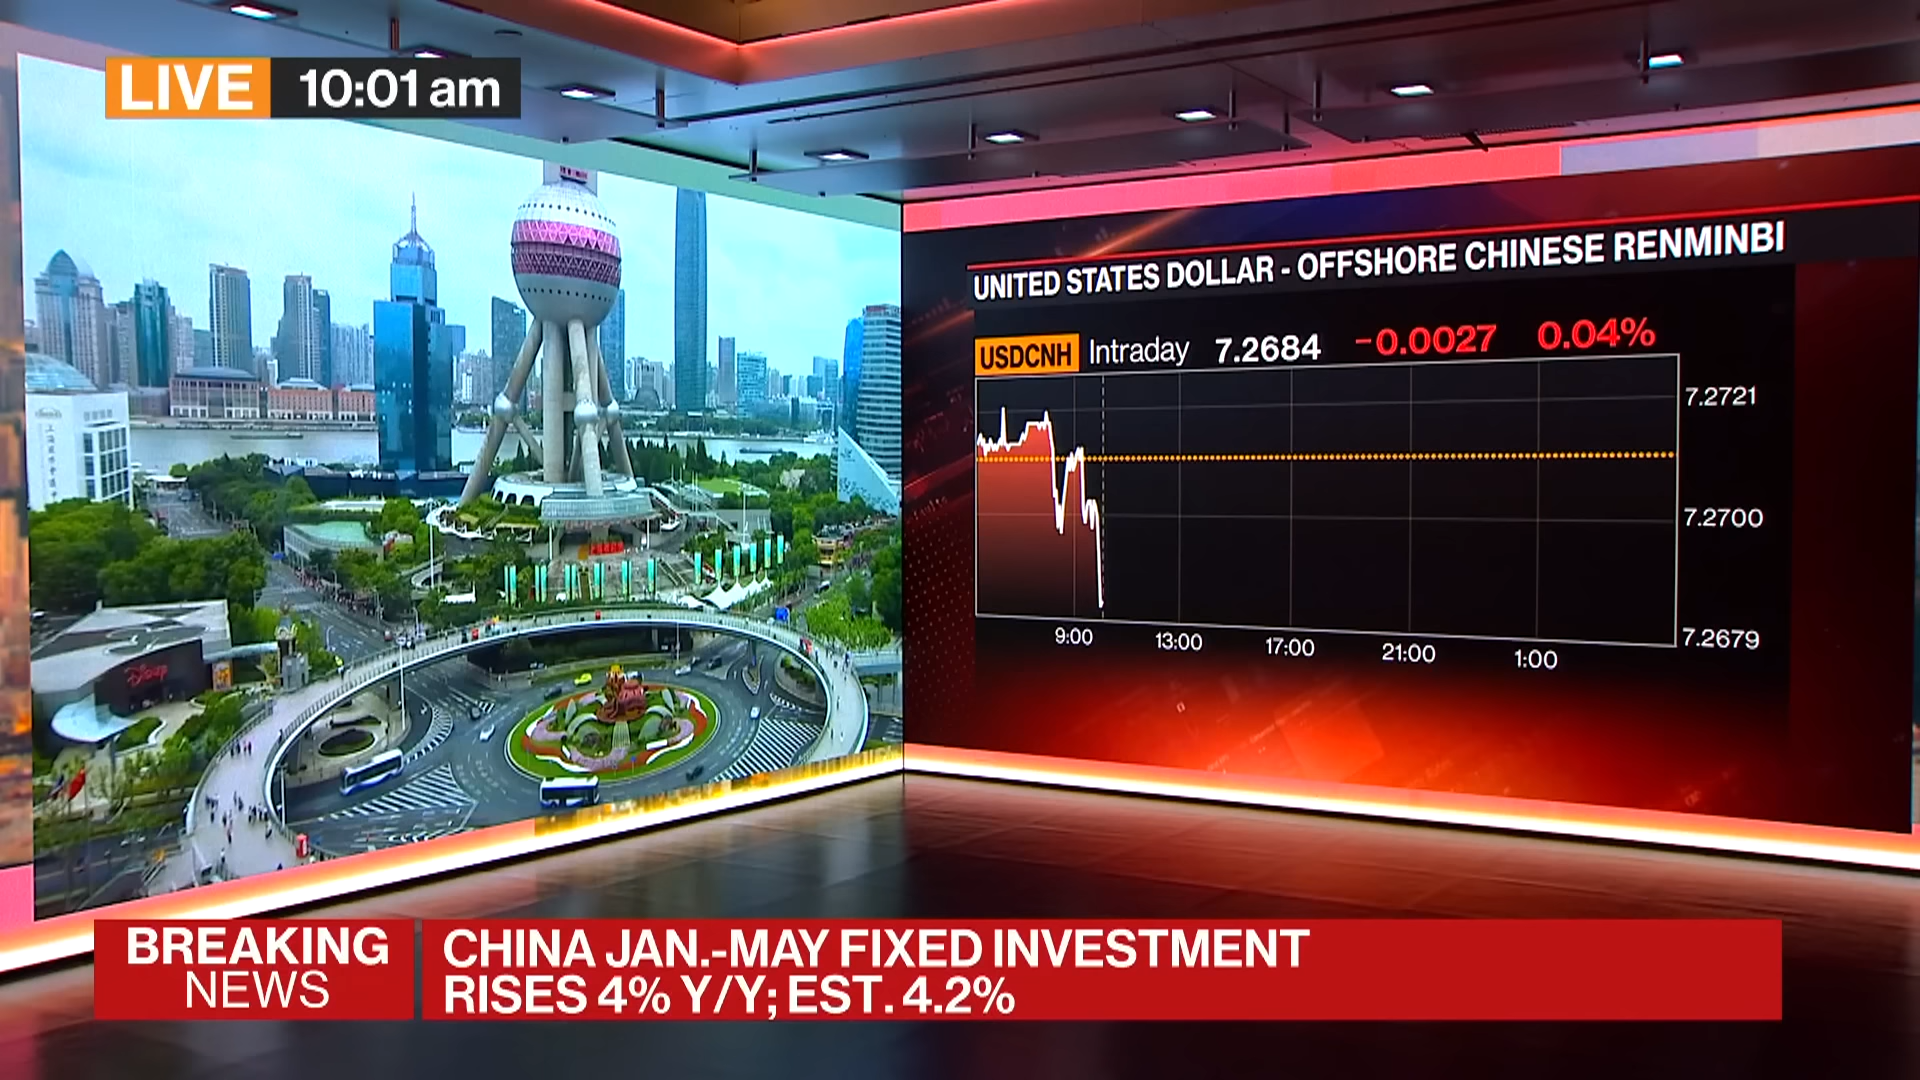 LIVE 10:01 am
UNITED STATES DOLLAR - OFFSHORE CHINESE RENMINBI
USDCNH Intraday 7.2684 -0.0027 0.04%
7.2721
7.2700
7.2679
9:00 13:00 17:00 21:00 1:00
Disney
BREAKING
NEWS
CHINA JAN.-MAY FIXED INVESTMENT
RISES 4% Y/Y; EST. 4.2%